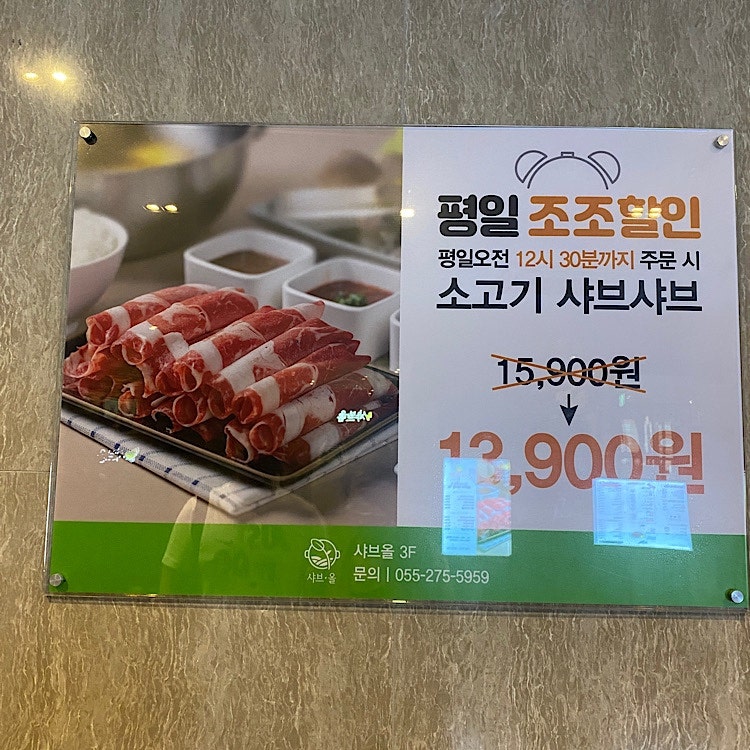 평일 조조할인
평일오전 12시 30분까지 주문 시
소고기 샤브샤브
15,900원
13,900원
샤브·올
샤브올 3F
문의 | 055-275-5959